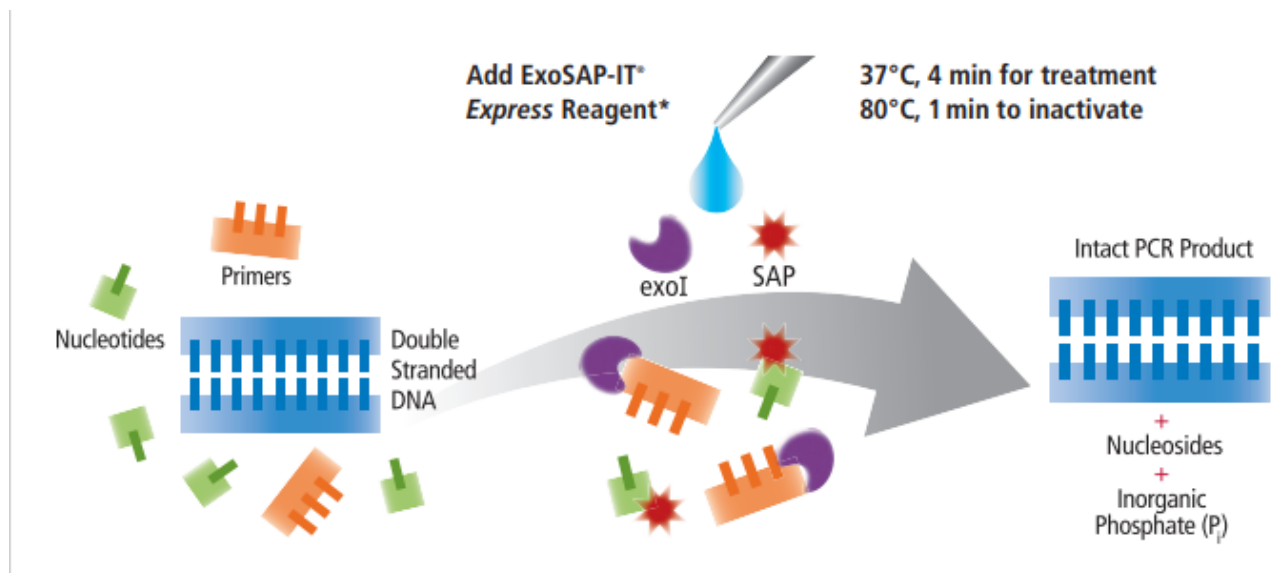 Add ExoSAP-IT®
Express Reagent*
37°C, 4 min for treatment
80°C, 1 min to inactivate
Primers
Nucleotides
Double
Stranded
DNA
exoI
SAP
Intact PCR Product
+
Nucleosides
+
Inorganic
Phosphate (Pi)